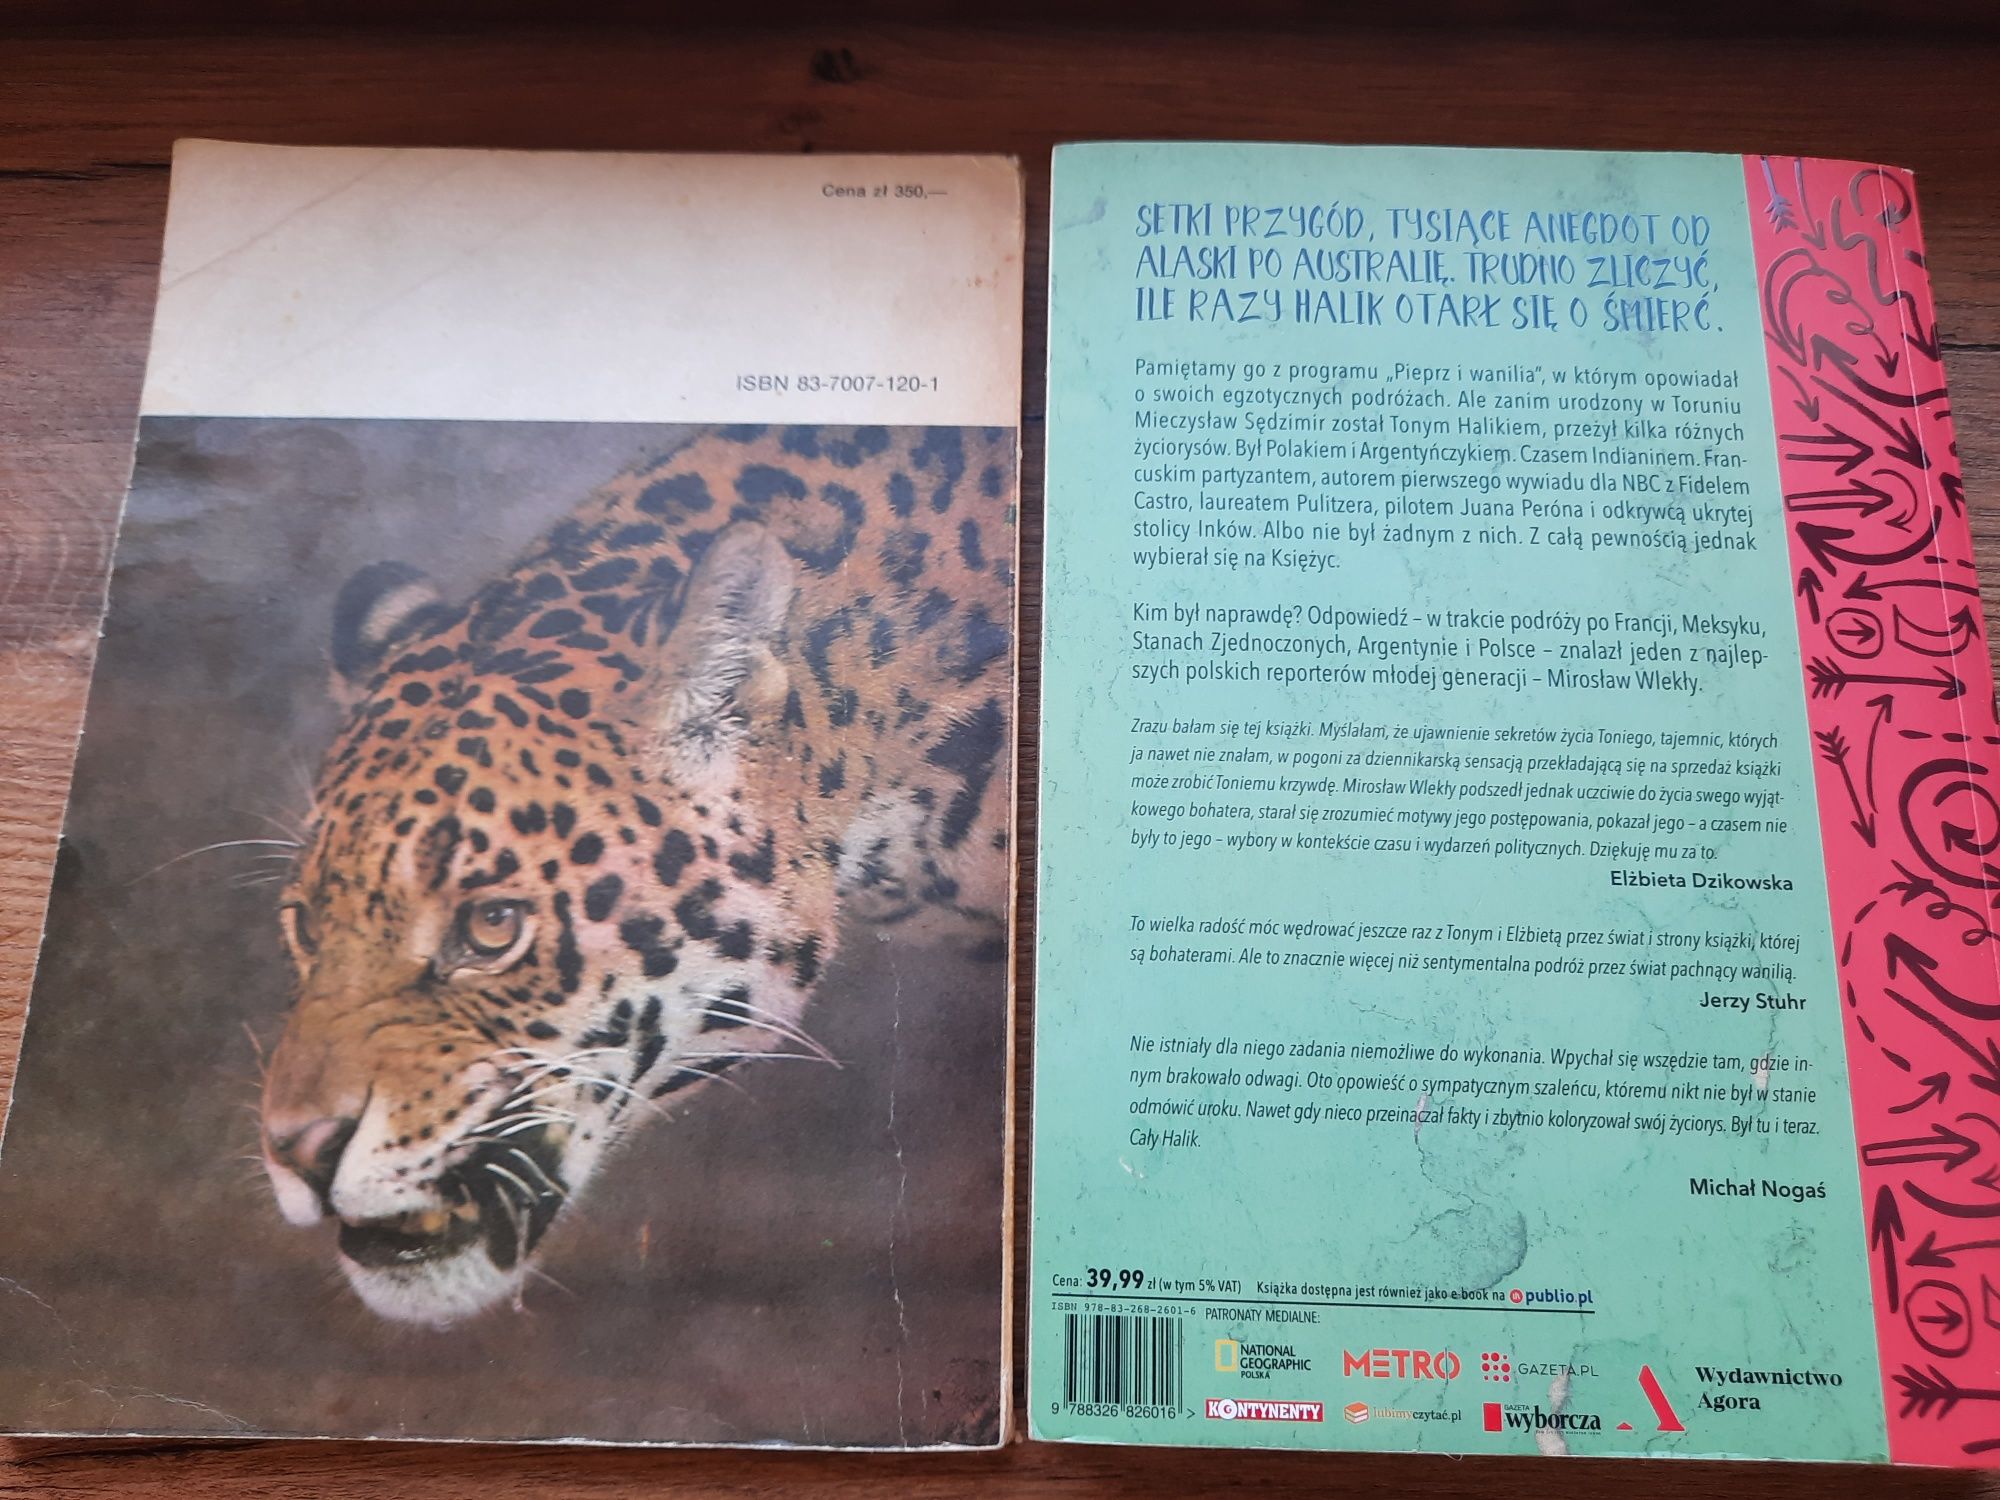 Cena zł 350,—
ISBN 83-7007-120-1
SETKI PRZYGÓD, TYSIĄCE ANEGDOT OD
ALASKI PO AUSTRALIĘ. TRUDNO ZLICZYĆ,
ILE RAZY HALIK OTARŁ SIĘ O ŚMIERĆ.
Pamiętamy go z programu „Pieprz i wanilia”, w którym opowiadał
o swoich egzotycznych podróżach. Ale zanim urodzony w Toruniu
Mieczysław Sędzimir został Tonym Halikiem, przeżył kilka różnych
życiorysów. Był Polakiem i Argentyńczykiem. Czasem Indianinem. Fran-
cuskim partyzantem, autorem pierwszego wywiadu dla NBC z Fidelem
Castro, laureatem Pulitzera, pilotem Juana Peróna i odkrywcą ukrytej
stolicy Inków. Albo nie był żadnym z nich. Z całą pewnością jednak
wybierał się na Księżyc.
Kim był naprawdę? Odpowiedź – w trakcie podróży po Francji, Meksyku,
Stanach Zjednoczonych, Argentynie i Polsce – znalazł jeden z najlep-
szych polskich reporterów młodej generacji – Mirosław Wlekły.
Zrazu bałam się tej książki. Myślałam, że ujawnienie sekretów życia Toniego, tajemnic, których
ja nawet nie znałam, w pogoni za dziennikarską sensacją przekładającą się na sprzedaż książki
może zrobić Toniemu krzywdę. Mirosław Wlekły podszedł jednak uczciwie do życia swego wyjąt-
kowego bohatera, starał się zrozumieć motywy jego postępowania, pokazał jego – a czasem nie
były to jego – wybory w kontekście czasu i wydarzeń politycznych. Dziękuję mu za to.
Elżbieta Dzikowska
To wielka radość móc wędrować jeszcze raz z Tonym i Elżbietą przez świat i strony książki, której
są bohaterami. Ale to znacznie więcej niż sentymentalna podróż przez świat pachnący wanilią.
Jerzy Stuhr
Nie istniały dla niego zadania niemożliwe do wykonania. Wpychał się wszędzie tam, gdzie in-
nym brakowało odwagi. Oto opowieść o sympatycznym szaleńcu, któremu nikt nie był w stanie
odmówić uroku. Nawet gdy nieco przeinaczał fakty i zbytnio koloryzował swój życiorys. Był tu i teraz.
Cały Halik.
Michał Nogaś
Cena: 39,99 zł (w tym 5% VAT) Książka dostępna jest również jako e-book na publio.pl
ISBN 978-83-268-2601-6
PATRONATY MEDIALNE:
NATIONAL
GEOGRAPHIC
POLSKA
METRO
GAZETA.PL
Wydawnictwo
Agora
9 788326 826016 >
KONTYNENTY
lubimyczytać.pl
GAZETA
wyborcza